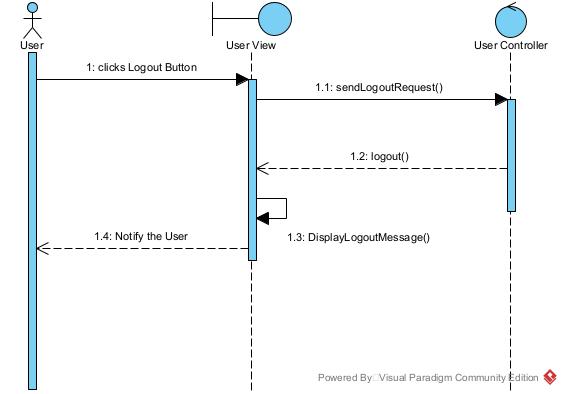 User
User View
User Controller
1: clicks Logout Button
1.1: sendLogoutRequest()
1.2: logout()
1.3: DisplayLogoutMessage()
1.4: Notify the User
Powered By Visual Paradigm Community Edition